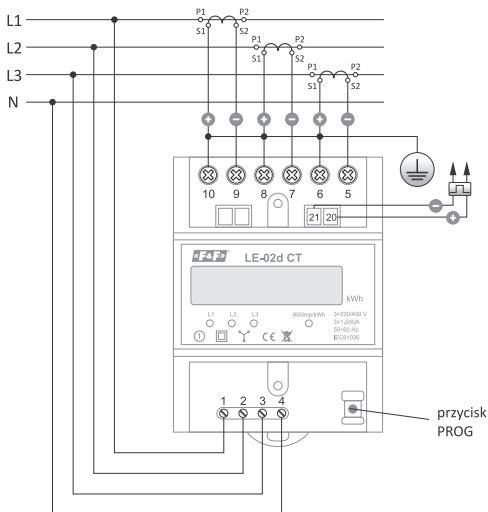 L1
P1 P2
S1 S2
L2
P1 P2
S1 S2
L3
P1 P2
S1 S2
N
+ − + − + −
10 9 8 7 6 5
21 20
−
+
«F&F» LE-02d CT
kWh
L1 L2 L3 800imp/kWh
3×230/400 V
3×1,5(6)A
50÷60 Hz
IEC61036
1
CE
1 2 3 4
przycisk
PROG